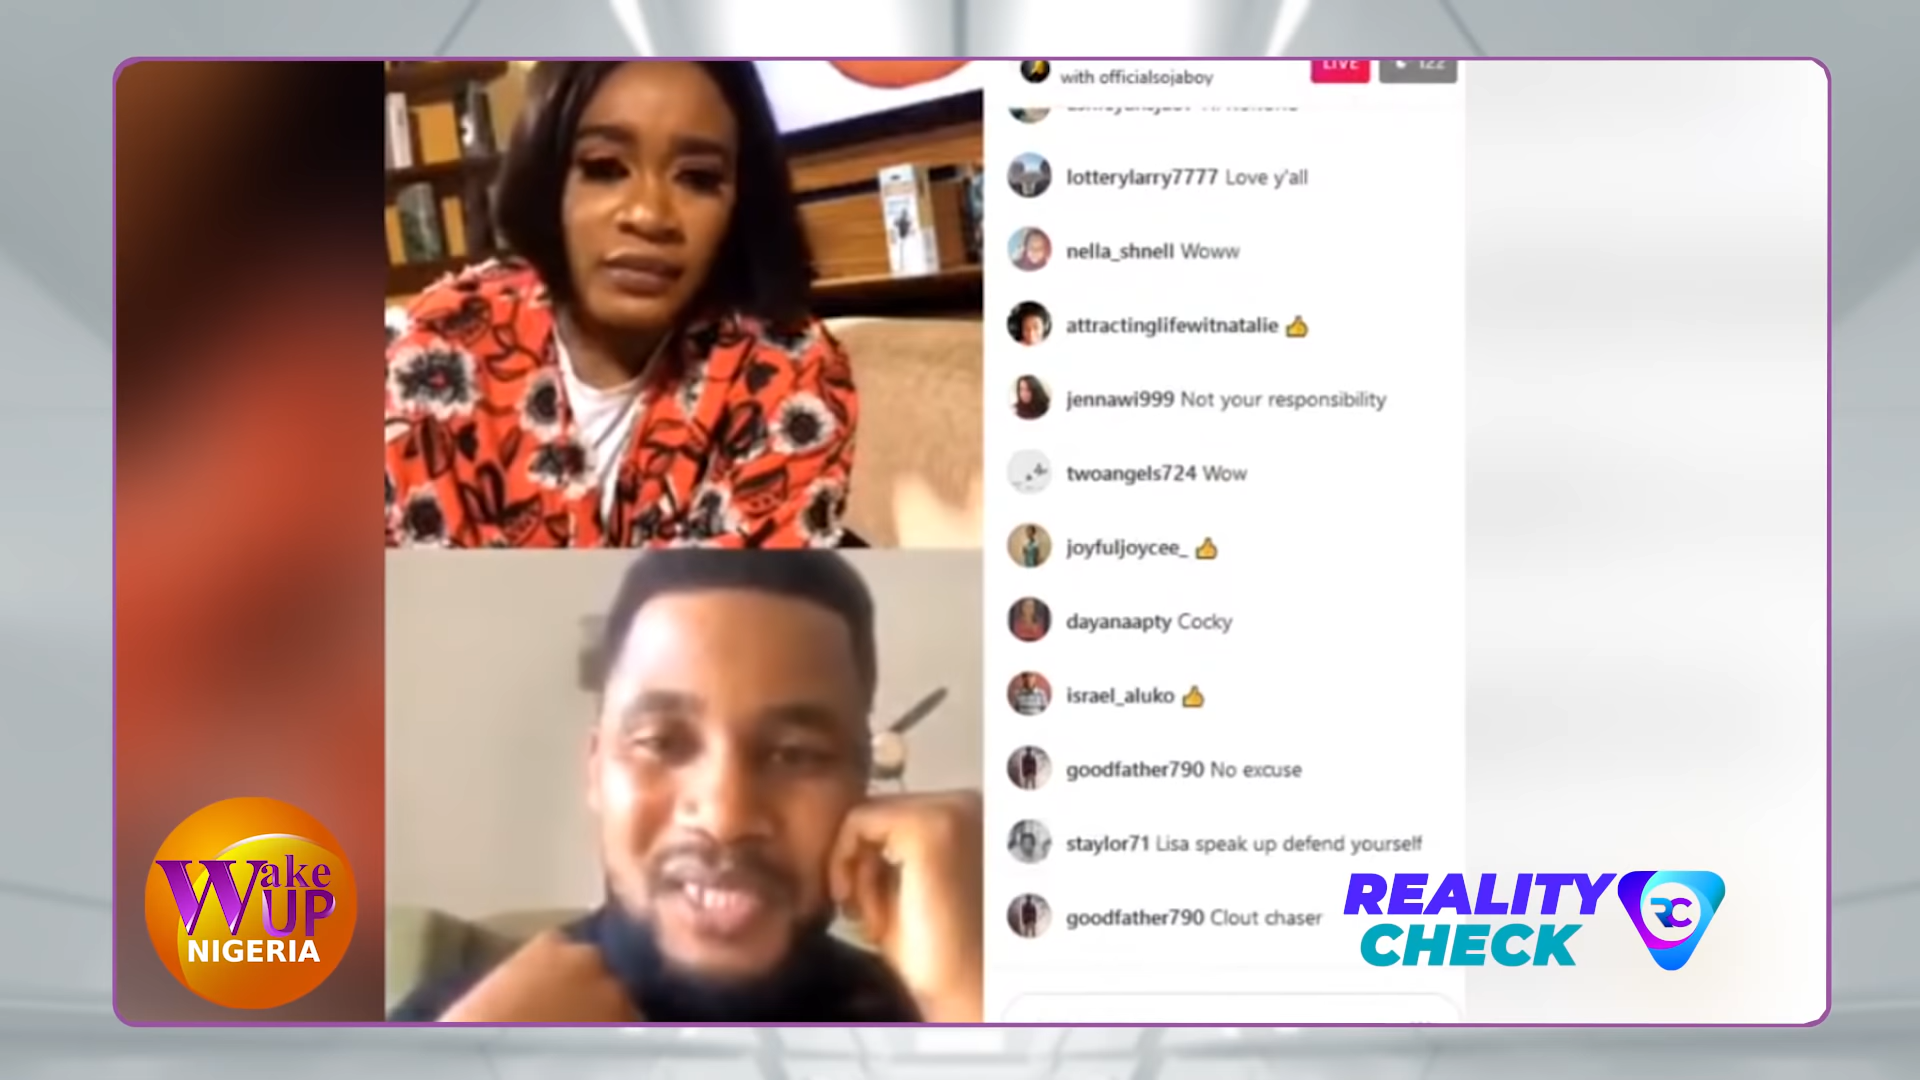 with officialsojaboy
LIVE
122
lotterylarry7777 Love y'all
nella_shnell Woww
attractinglifewitnatalie 👍
jennawi999 Not your responsibility
twoangels724 Wow
joyfuljoycee_ 👍
dayanaapty Cocky
israel_aluko 👍
goodfather790 No excuse
staylor71 Lisa speak up defend yourself
goodfather790 Clout chaser
Wake
UP
NIGERIA
REALITY
CHECK
RC